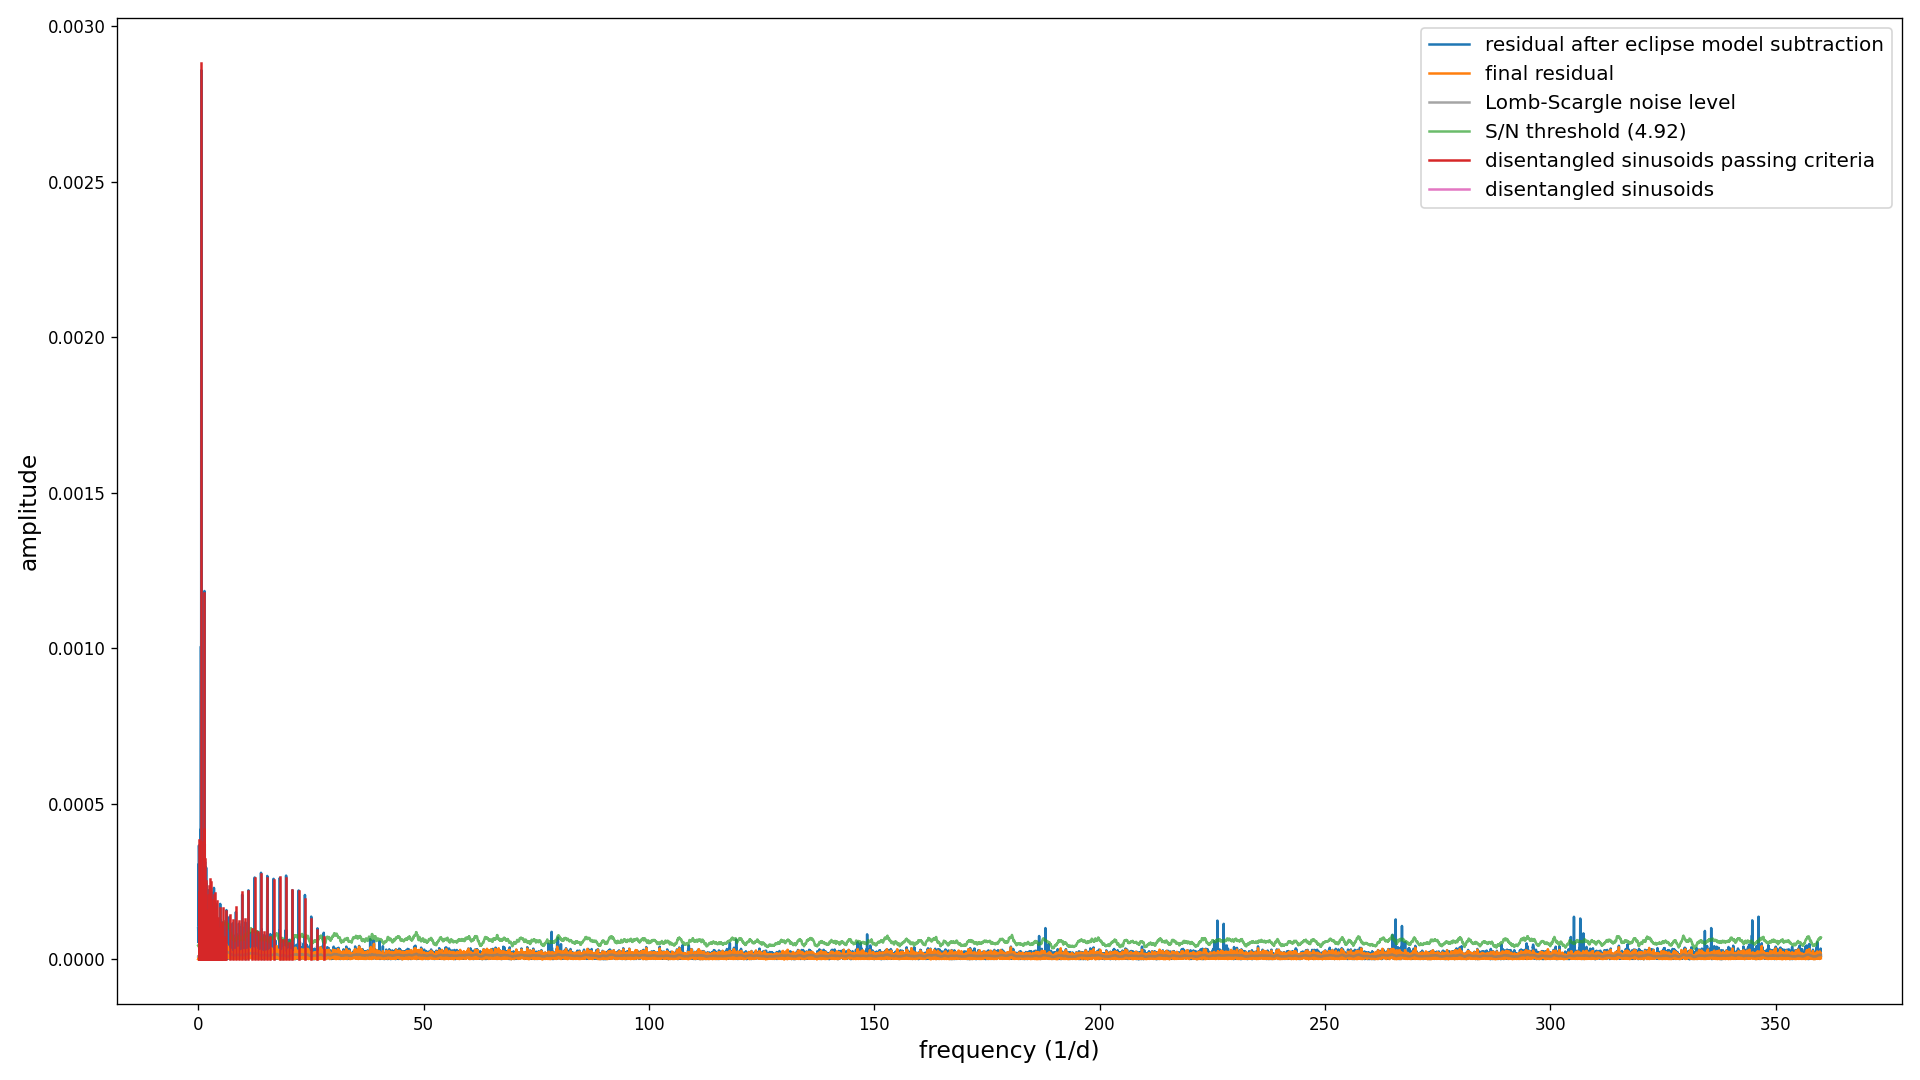 0.0030
0.0025
0.0020
0.0015
0.0010
0.0005
0.0000
amplitude
0
50
100
150
200
250
300
350
frequency (1/d)
residual after eclipse model subtraction
final residual
Lomb-Scargle noise level
S/N threshold (4.92)
disentangled sinusoids passing criteria
disentangled sinusoids